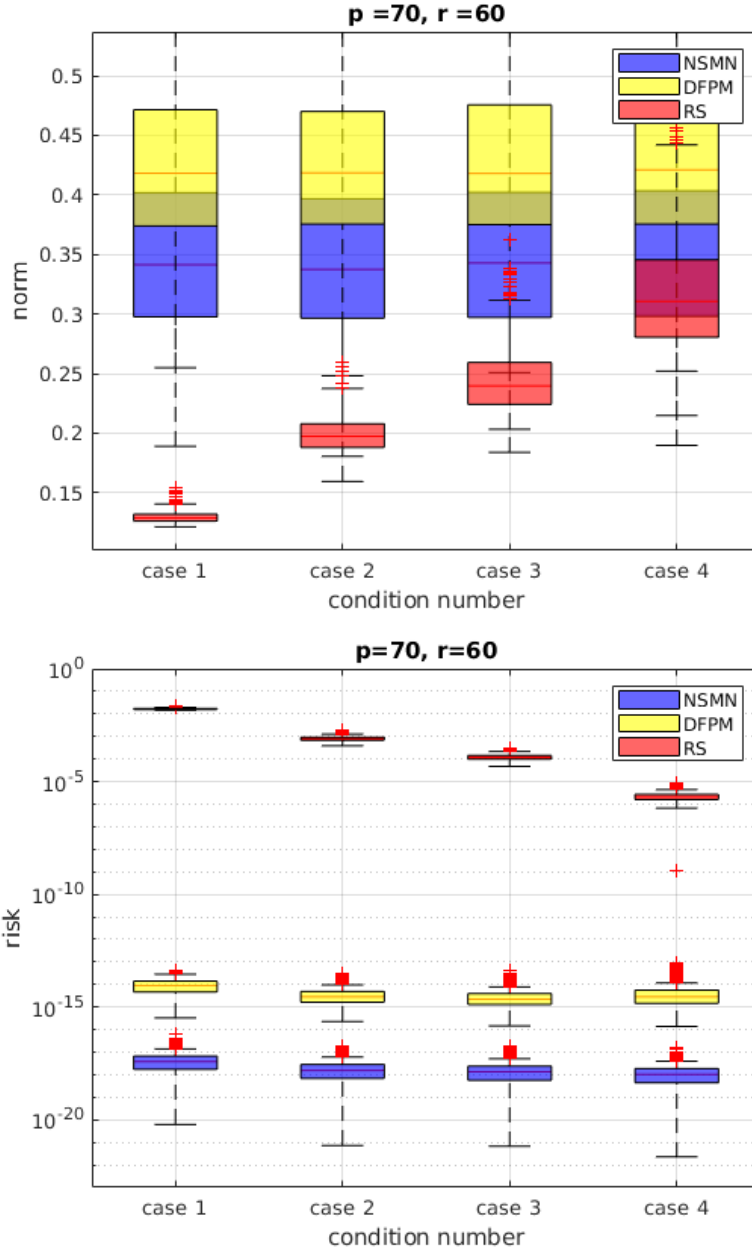 p =70, r =60
NSMN
DFPM
RS
0.5
0.45
0.4
0.35
0.3
0.25
0.2
0.15
norm
case 1 case 2 case 3 case 4
condition number
p=70, r=60
NSMN
DFPM
RS
10^0
10^-5
10^-10
10^-15
10^-20
risk
case 1 case 2 case 3 case 4
condition number